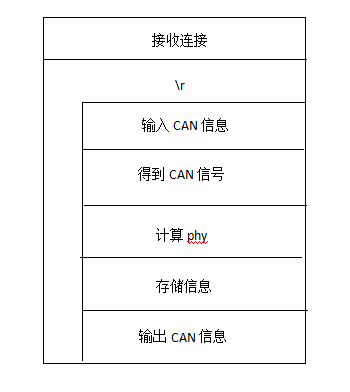 接收连接
\r
输入 CAN 信息
得到 CAN 信号
计算 phy
存储信息
输出 CAN 信息